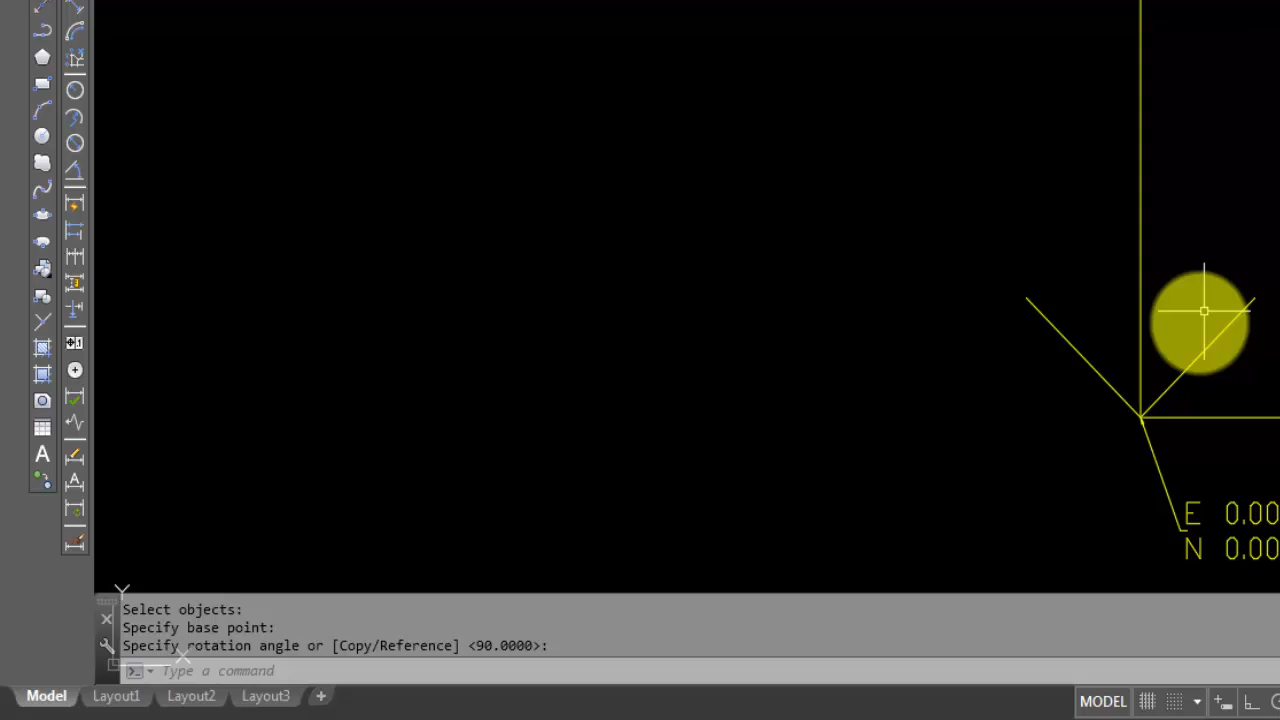 E 0.00
N 0.00
Select objects:
Specify base point:
Specify rotation angle or [Copy/Reference] <90.0000>:
Type a command
Model Layout1 Layout2 Layout3 +
MODEL